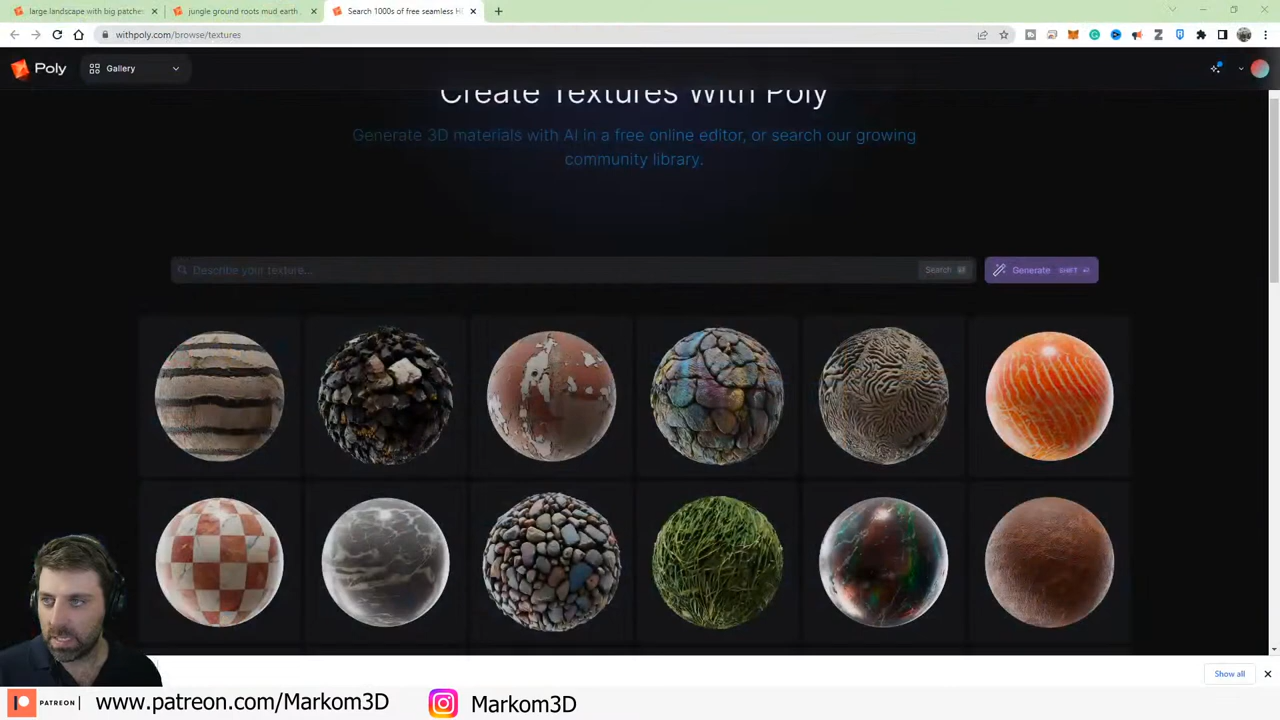 large landscape with big patches
jungle ground roots mud earth
Search 1000s of free seamless H
withpoly.com/browse/textures
Poly
Gallery
Create Textures With Poly
Generate 3D materials with AI in a free online editor, or search our growing
community library.
Describe your texture...
Search
Generate
SHIFT
Show all
PATREON
www.patreon.com/Markom3D
Markom3D